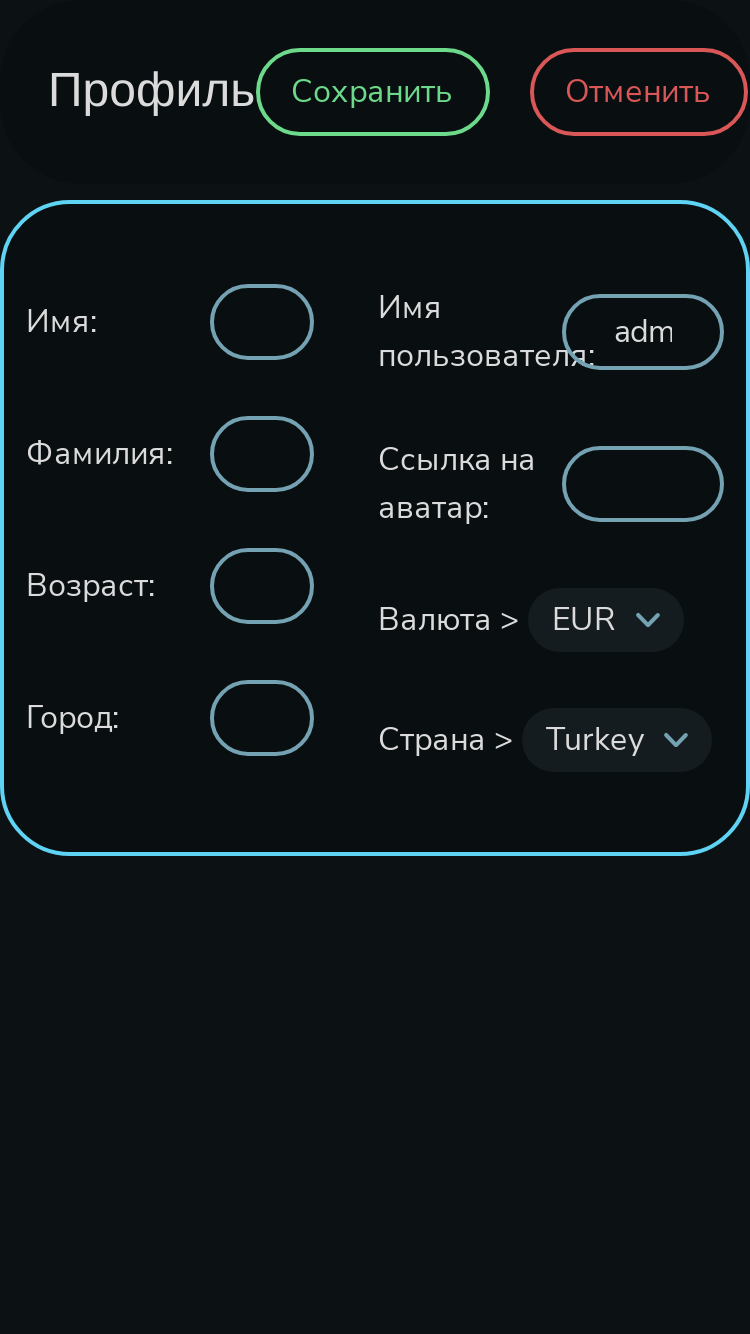 Профиль
Сохранить
Отменить
Имя:
Фамилия:
Возраст:
Город:
Имя
пользователя:
adm
Ссылка на
аватар:
Валюта > EUR
Страна > Turkey